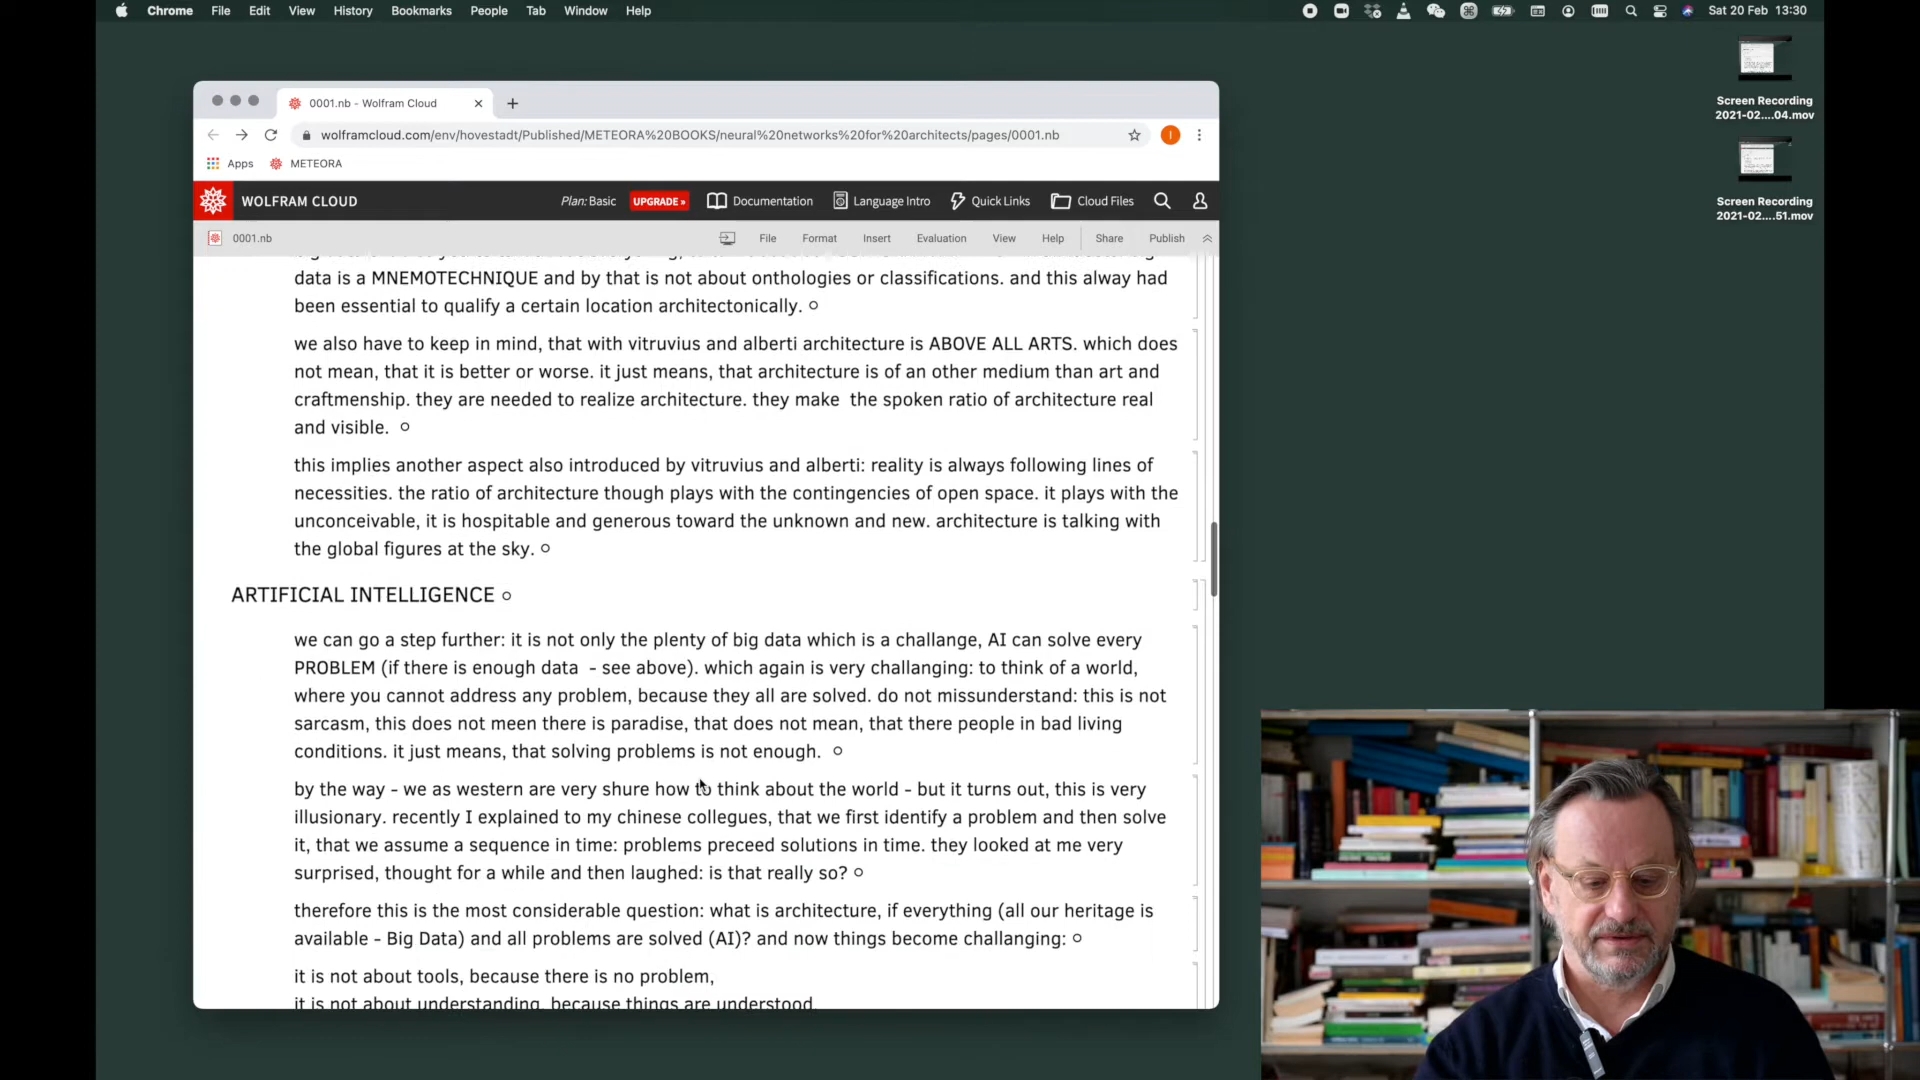 Chrome File Edit View History Bookmarks People Tab Window Help Sat 20 Feb 13:30
Screen Recording
2021-02....04.mov
Screen Recording
2021-02....51.mov
0001.nb - Wolfram Cloud
wolframcloud.com/env/hovestadt/Published/METEORA%20BOOKS/neural%20networks%20for%20architects/pages/0001.nb
I
Apps METEORA
WOLFRAM CLOUD Plan: Basic UPGRADE » Documentation Language Intro Quick Links Cloud Files
0001.nb File Format Insert Evaluation View Help Share Publish
data is a MNEMOTECHNIQUE and by that is not about onthologies or classifications. and this alway had
been essential to qualify a certain location architectonically.
we also have to keep in mind, that with vitruvius and alberti architecture is ABOVE ALL ARTS. which does
not mean, that it is better or worse. it just means, that architecture is of an other medium than art and
craftmenship. they are needed to realize architecture. they make the spoken ratio of architecture real
and visible.
this implies another aspect also introduced by vitruvius and alberti: reality is always following lines of
necessities. the ratio of architecture though plays with the contingencies of open space. it plays with the
unconceivable, it is hospitable and generous toward the unknown and new. architecture is talking with
the global figures at the sky.
ARTIFICIAL INTELLIGENCE
we can go a step further: it is not only the plenty of big data which is a challange, AI can solve every
PROBLEM (if there is enough data - see above). which again is very challanging: to think of a world,
where you cannot address any problem, because they all are solved. do not missunderstand: this is not
sarcasm, this does not meen there is paradise, that does not mean, that there people in bad living
conditions. it just means, that solving problems is not enough.
by the way - we as western are very shure how to think about the world - but it turns out, this is very
illusionary. recently I explained to my chinese collegues, that we first identify a problem and then solve
it, that we assume a sequence in time: problems preceed solutions in time. they looked at me very
surprised, thought for a while and then laughed: is that really so?
therefore this is the most considerable question: what is architecture, if everything (all our heritage is
available - Big Data) and all problems are solved (AI)? and now things become challanging:
it is not about tools, because there is no problem,
it is not about understanding, because things are understood.